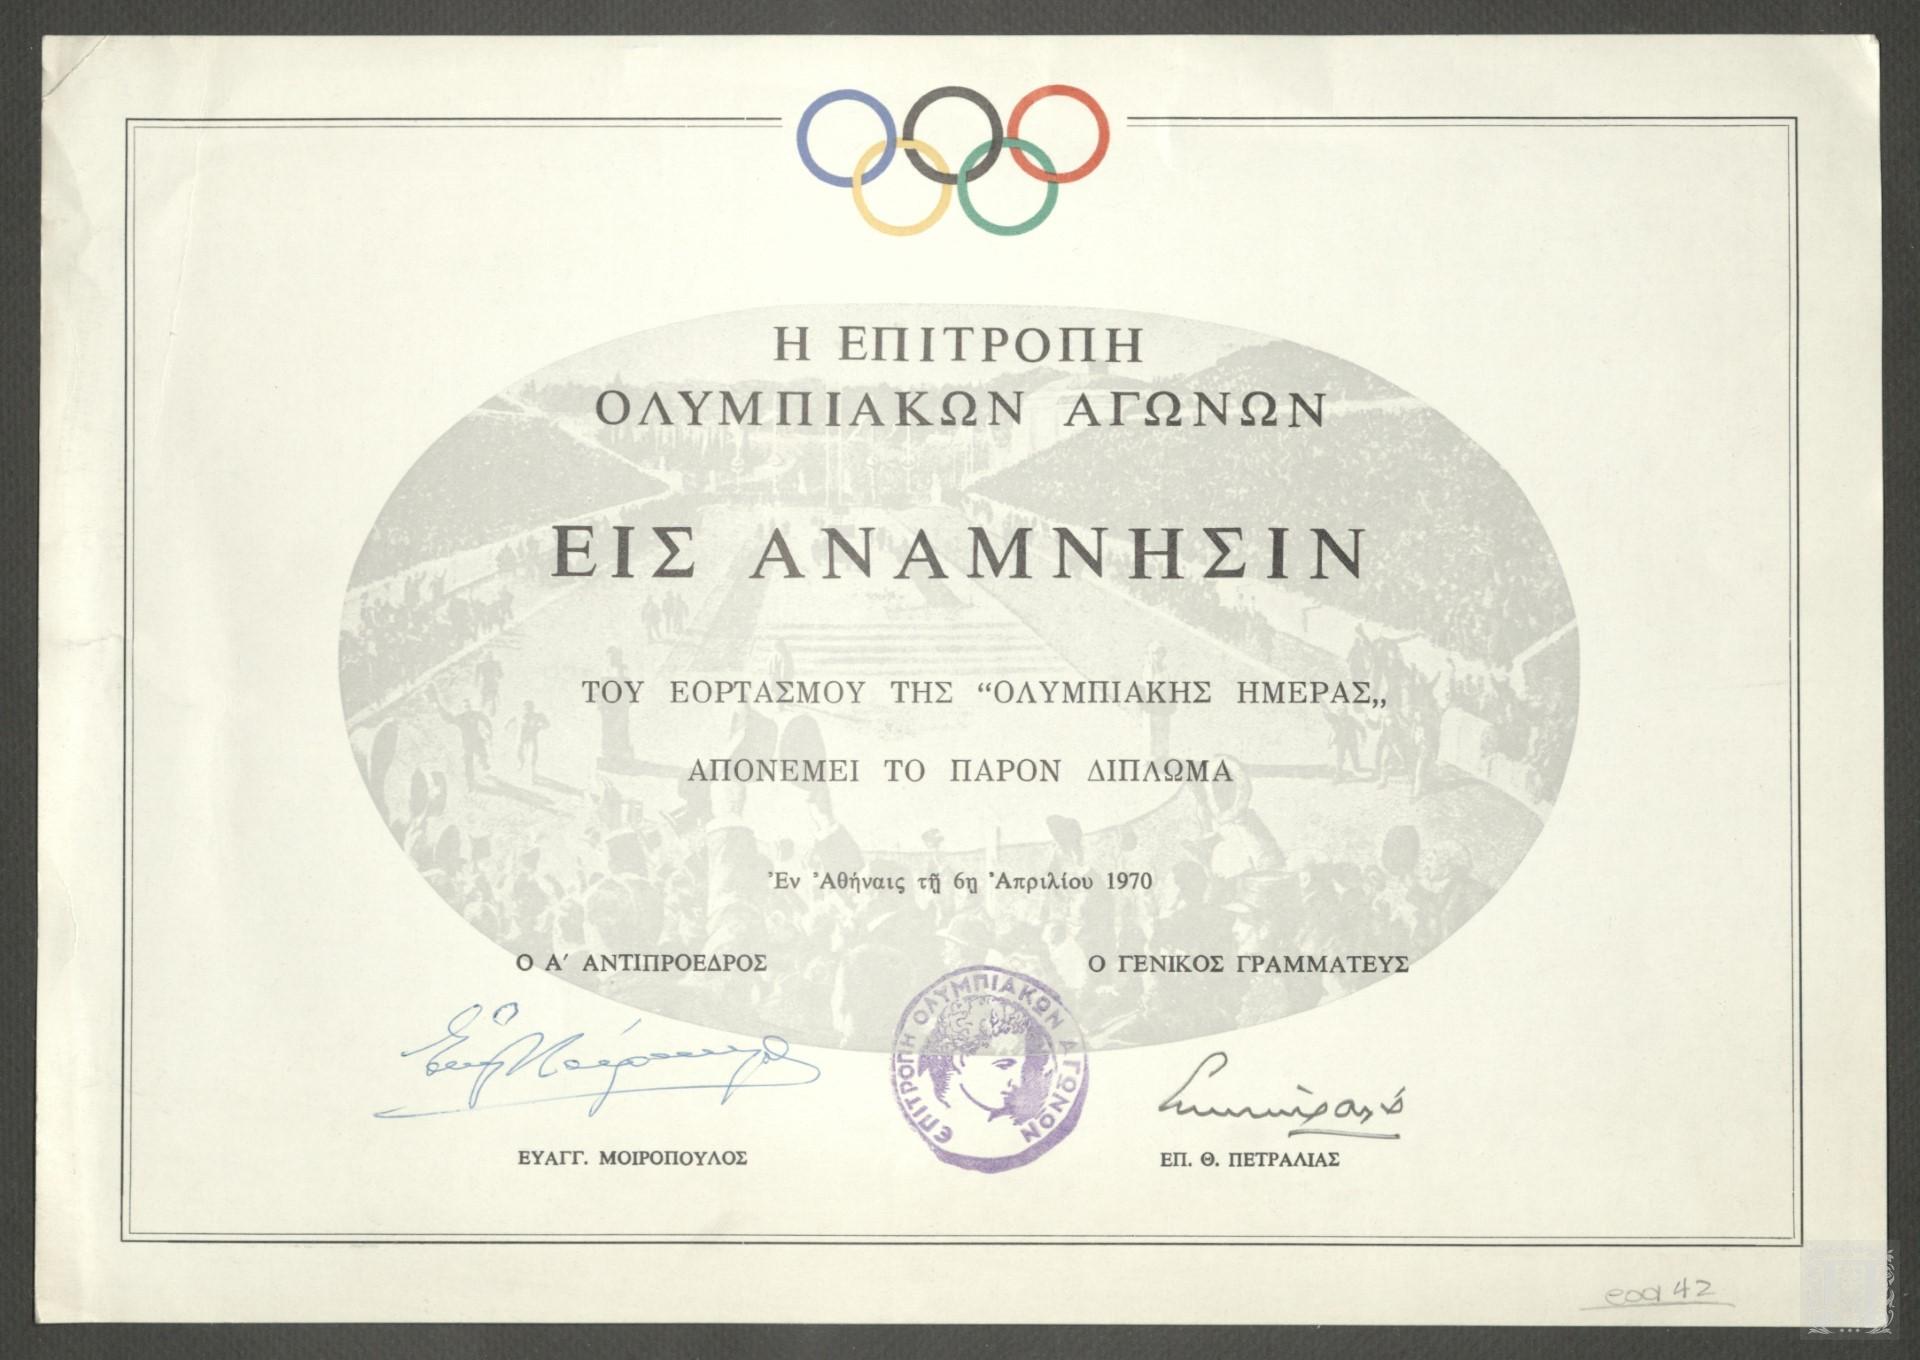 Η ΕΠΙΤΡΟΠΗ
ΟΛΥΜΠΙΑΚΩΝ ΑΓΩΝΩΝ
ΕΙΣ ΑΝΑΜΝΗΣΙΝ
ΤΟΥ ΕΟΡΤΑΣΜΟΥ ΤΗΣ “ΟΛΥΜΠΙΑΚΗΣ ΗΜΕΡΑΣ„
ΑΠΟΝΕΜΕΙ ΤΟ ΠΑΡΟΝ ΔΙΠΛΩΜΑ
Ἐν Ἀθήναις τῇ 6ῃ Ἀπριλίου 1970
Ο Α′ ΑΝΤΙΠΡΟΕΔΡΟΣ
Ο ΓΕΝΙΚΟΣ ΓΡΑΜΜΑΤΕΥΣ
ΕΠΙΤΡΟΠΗ ΟΛΥΜΠΙΑΚΩΝ ΑΓΩΝΩΝ
ΕΥΑΓΓ. ΜΟΙΡΟΠΟΥΛΟΣ
ΕΠ. Θ. ΠΕΤΡΑΛΙΑΣ
εοα 42